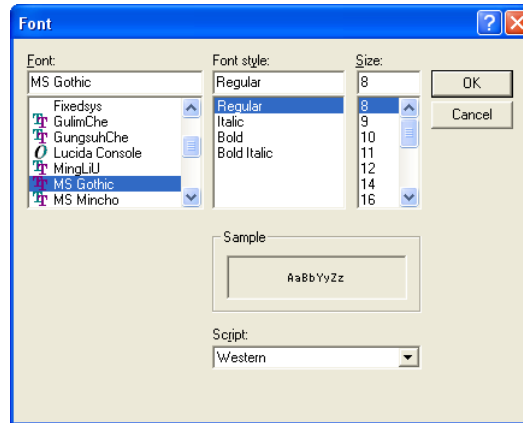 Font
Font: Font style: Size:
MS Gothic Regular 8 OK
Fixedsys Regular 8 Cancel
GulimChe Italic 9
GungsuhChe Bold 10
Lucida Console Bold Italic 11
MingLiU 12
MS Gothic 14
MS Mincho 16
Sample
AaBbYyZz
Script:
Western